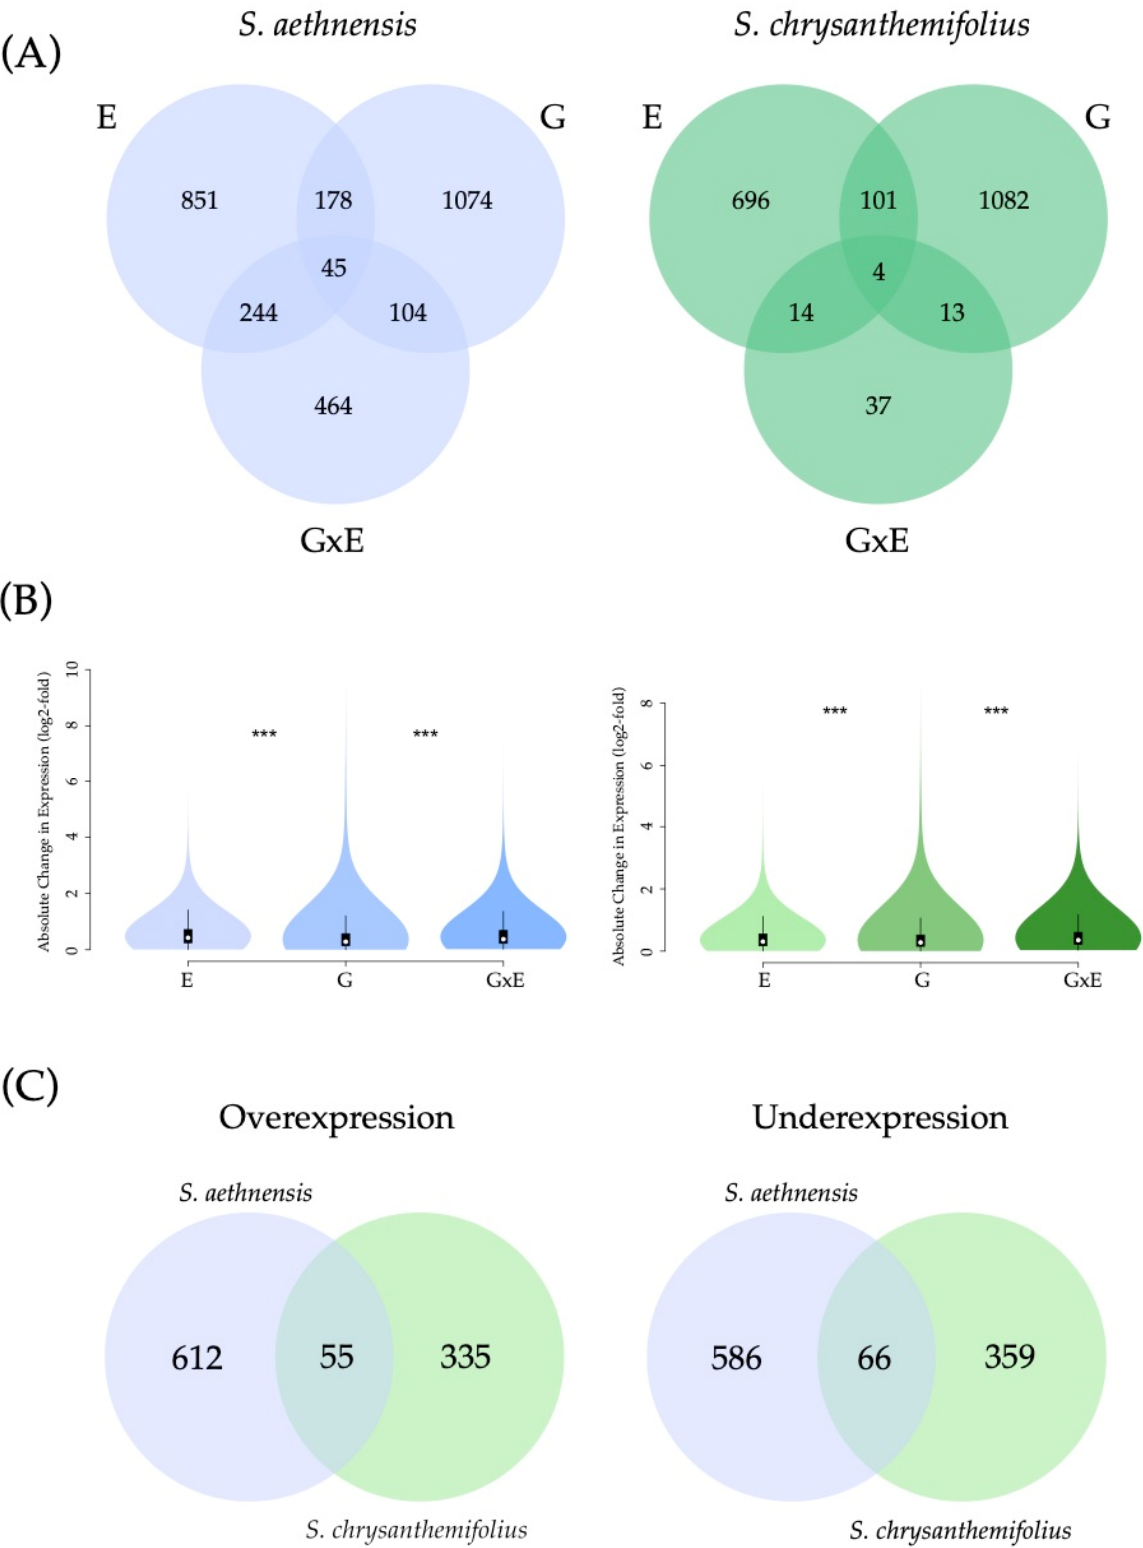 S. aethnensis
S. chrysanthemifolius
(A)
E
G
E
G
851
178
1074
696
101
1082
45
4
244
104
14
13
464
37
GxE
GxE
(B)
Absolute Change in Expression (log2-fold)
10
8
6
4
2
0
***
***
E
G
GxE
Absolute Change in Expression (log2-fold)
8
6
4
2
0
***
***
E
G
GxE
(C)
Overexpression
Underexpression
S. aethnensis
S. aethnensis
612
55
335
586
66
359
S. chrysanthemifolius
S. chrysanthemifolius